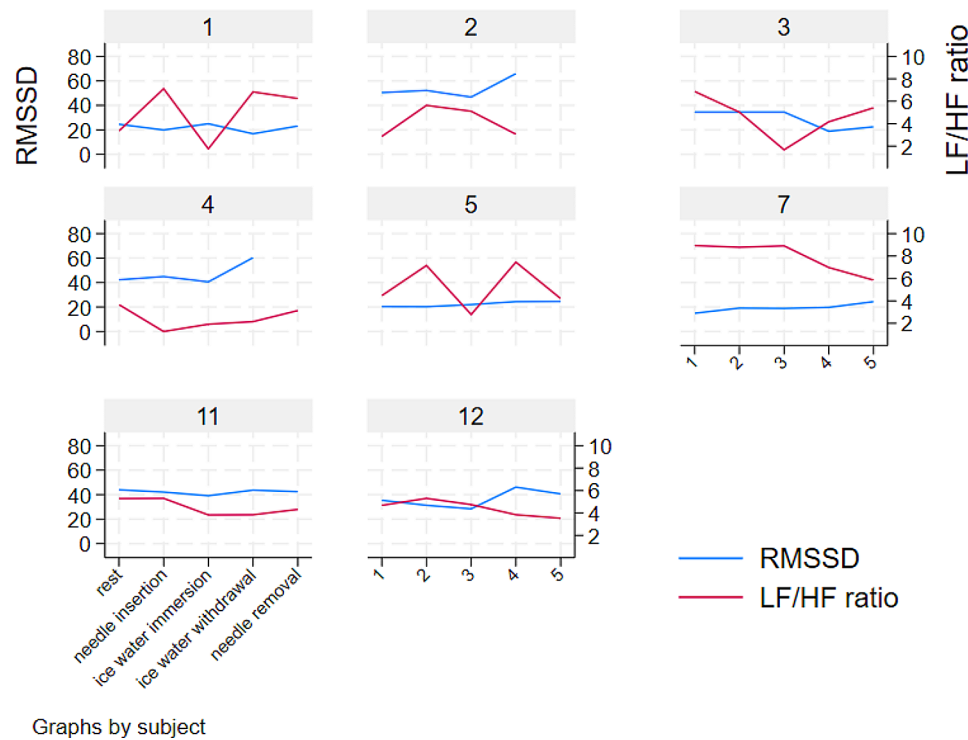 1 2 3
RMSSD
80
60
40
20
0
10
8
6
4
2
LF/HF ratio
4 5 7
80
60
40
20
0
10
8
6
4
2
1 2 3 4 5
11 12
80
60
40
20
0
10
8
6
4
2
rest
needle insertion
ice water immersion
ice water withdrawal
needle removal
1 2 3 4 5
RMSSD
LF/HF ratio
Graphs by subject